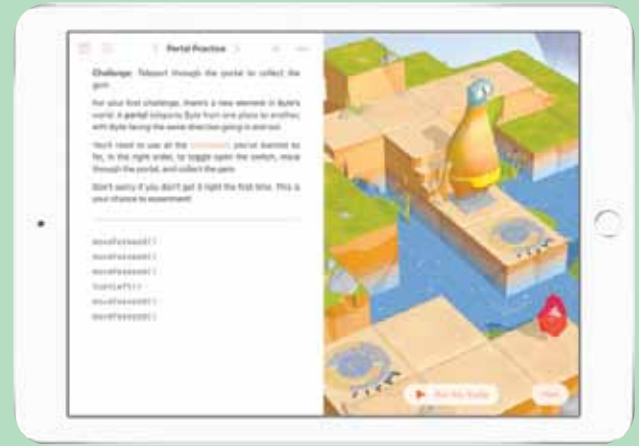 Portal Practice
Challenge: Teleport through the portal to collect the
gem.
For your first challenge, there's a new element in Byte's
world. A portal teleports Byte from one place to another,
with Byte facing the same direction going in and out.
You'll need to use all the commands you've learned so
far, in the right order, to toggle open the switch, move
through the portal, and collect the gem.
Don't worry if you don't get it right the first time. This is
your chance to experiment!
moveForward()
moveForward()
moveForward()
turnLeft()
moveForward()
moveForward()
Run My Code